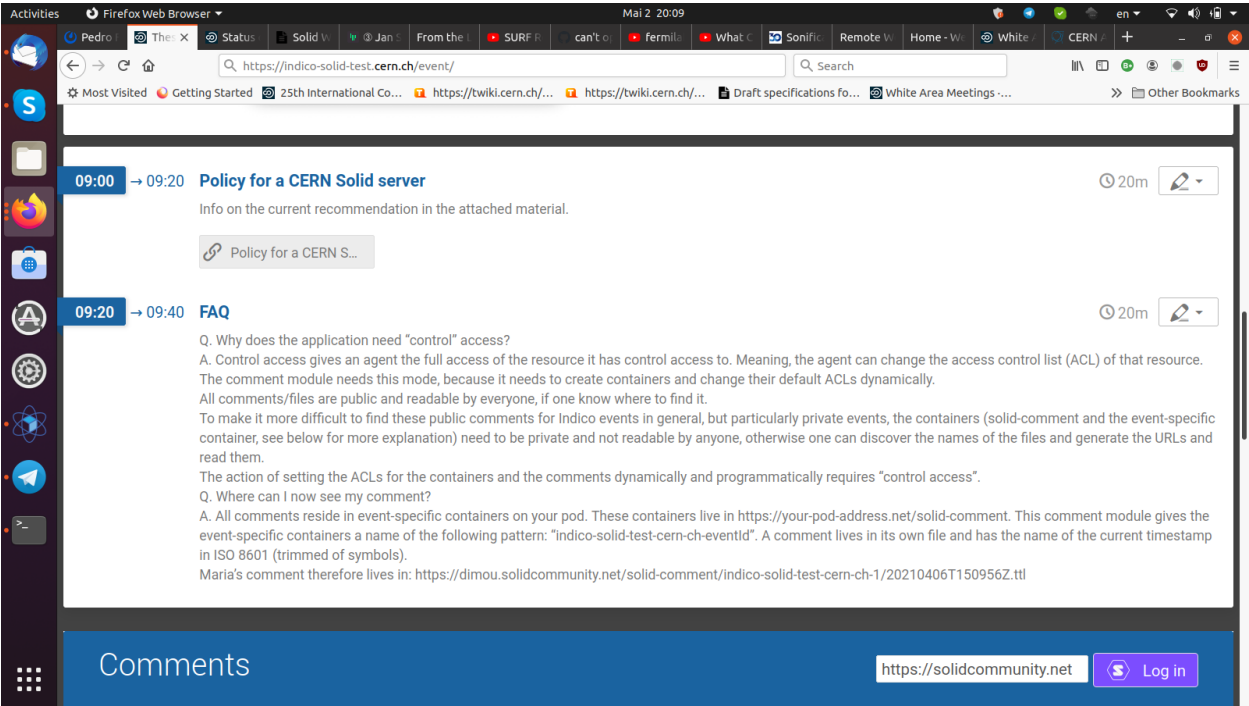 Activities Firefox Web Browser Mai 2 20:09 en
Pedro Thes Status Solid W Jan S From the L SURF R can't o fermila What C Sonific Remote W Home - We White CERN
https://indico-solid-test.cern.ch/event/ Search
Most Visited Getting Started 25th International Co... https://twiki.cern.ch/... https://twiki.cern.ch/... Draft specifications fo... White Area Meetings -... Other Bookmarks
09:00 → 09:20 Policy for a CERN Solid server 20m
Info on the current recommendation in the attached material.
Policy for a CERN S...
09:20 → 09:40 FAQ 20m
Q. Why does the application need “control” access?
A. Control access gives an agent the full access of the resource it has control access to. Meaning, the agent can change the access control list (ACL) of that resource.
The comment module needs this mode, because it needs to create containers and change their default ACLs dynamically.
All comments/files are public and readable by everyone, if one know where to find it.
To make it more difficult to find these public comments for Indico events in general, but particularly private events, the containers (solid-comment and the event-specific
container, see below for more explanation) need to be private and not readable by anyone, otherwise one can discover the names of the files and generate the URLs and
read them.
The action of setting the ACLs for the containers and the comments dynamically and programmatically requires “control access”.
Q. Where can I now see my comment?
A. All comments reside in event-specific containers on your pod. These containers live in https://your-pod-address.net/solid-comment. This comment module gives the
event-specific containers a name of the following pattern: “indico-solid-test-cern-ch-eventId”. A comment lives in its own file and has the name of the current timestamp
in ISO 8601 (trimmed of symbols).
Maria’s comment therefore lives in: https://dimou.solidcommunity.net/solid-comment/indico-solid-test-cern-ch-1/20210406T150956Z.ttl
Comments https://solidcommunity.net Log in